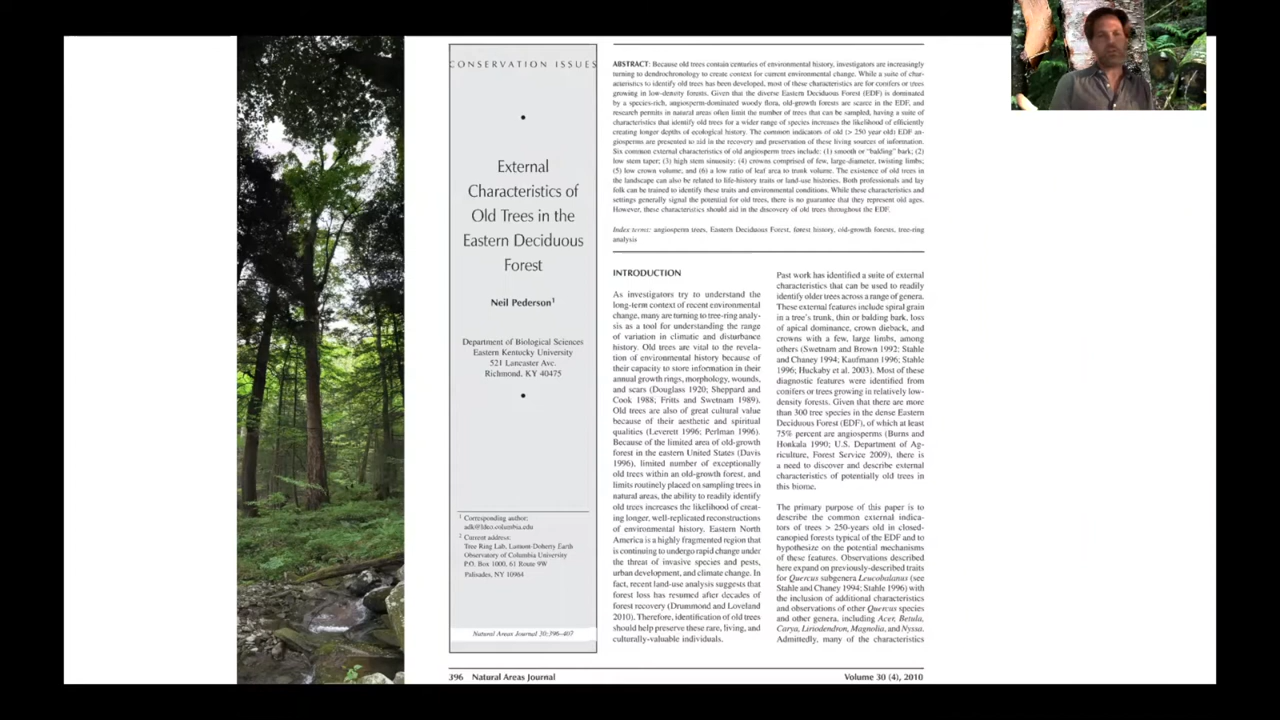 CONSERVATION ISSUES
•
External
Characteristics of
Old Trees in the
Eastern Deciduous
Forest
Neil Pederson¹
Department of Biological Sciences
Eastern Kentucky University
521 Lancaster Ave.
Richmond, KY 40475
•
¹ Corresponding author:
adk@ldeo.columbia.edu
² Current address:
Tree Ring Lab, Lamont-Doherty Earth
Observatory of Columbia University
P.O. Box 1000, 61 Route 9W
Palisades, NY 10964
Natural Areas Journal 30:396–407
ABSTRACT: Because old trees contain centuries of environmental history, investigators are increasingly
turning to dendrochronology to create context for current environmental change. While a suite of char-
acteristics to identify old trees has been developed, most of these characteristics are for conifers or trees
growing in low-density forests. Given that the diverse Eastern Deciduous Forest (EDF) is dominated
by a species-rich, angiosperm-dominated woody flora, old-growth forests are scarce in the EDF, and
research permits in natural areas often limit the number of trees that can be sampled, having a suite of
characteristics that identify old trees for a wider range of species increases the likelihood of efficiently
creating longer depths of ecological history. The common indicators of old (> 250 year old) EDF an-
giosperms are presented to aid in the recovery and preservation of these living sources of information.
Six common external characteristics of old angiosperm trees include: (1) smooth or "balding" bark; (2)
low stem taper; (3) high stem sinuosity; (4) crowns comprised of few, large-diameter, twisting limbs;
(5) low crown volume, and (6) a low ratio of leaf area to trunk volume. The existence of old trees in
the landscape can also be related to life-history traits or land-use histories. Both professionals and lay
folk can be trained to identify these traits and environmental conditions. While these characteristics and
settings generally signal the potential for old trees, there is no guarantee that they represent old ages.
However, these characteristics should aid in the discovery of old trees throughout the EDF.
Index terms: angiosperm trees, Eastern Deciduous Forest, forest history, old-growth forests, tree-ring
analysis
INTRODUCTION
As investigators try to understand the
long-term context of recent environmental
change, many are turning to tree-ring analy-
sis as a tool for understanding the range
of variation in climatic and disturbance
history. Old trees are vital to the revela-
tion of environmental history because of
their capacity to store information in their
annual growth rings, morphology, wounds,
and scars (Douglass 1920; Sheppard and
Cook 1988; Fritts and Swetnam 1989).
Old trees are also of great cultural value
because of their aesthetic and spiritual
qualities (Leverett 1996; Perlman 1996).
Because of the limited area of old-growth
forest in the eastern United States (Davis
1996), limited number of exceptionally
old trees within an old-growth forest, and
limits routinely placed on sampling trees in
natural areas, the ability to readily identify
old trees increases the likelihood of creat-
ing longer, well-replicated reconstructions
of environmental history. Eastern North
America is a highly fragmented region that
is continuing to undergo rapid change under
the threat of invasive species and pests,
urban development, and climate change. In
fact, recent land-use analysis suggests that
forest loss has resumed after decades of
forest recovery (Drummond and Loveland
2010). Therefore, identification of old trees
should help preserve these rare, living, and
culturally-valuable individuals.
Past work has identified a suite of external
characteristics that can be used to readily
identify older trees across a range of genera.
These external features include spiral grain
in a tree's trunk, thin or balding bark, loss
of apical dominance, crown dieback, and
crowns with a few, large limbs, among
others (Swetnam and Brown 1992; Stahle
and Chaney 1994; Kaufmann 1996; Stahle
1996; Huckaby et al. 2003). Most of these
diagnostic features were identified from
conifers or trees growing in relatively low-
density forests. Given that there are more
than 300 tree species in the dense Eastern
Deciduous Forest (EDF), of which at least
75% percent are angiosperms (Burns and
Honkala 1990; U.S. Department of Ag-
riculture, Forest Service 2009), there is
a need to discover and describe external
characteristics of potentially old trees in
this biome.
The primary purpose of this paper is to
describe the common external indica-
tors of trees > 250-years old in closed-
canopied forests typical of the EDF and to
hypothesize on the potential mechanisms
of these features. Observations described
here expand on previously-described traits
for Quercus subgenera Leucobalanus (see
Stahle and Chaney 1994; Stahle 1996) with
the inclusion of additional characteristics
and observations of other Quercus species
and other genera, including Acer, Betula,
Carya, Liriodendron, Magnolia, and Nyssa.
Admittedly, many of the characteristics
396 Natural Areas Journal
Volume 30 (4), 2010